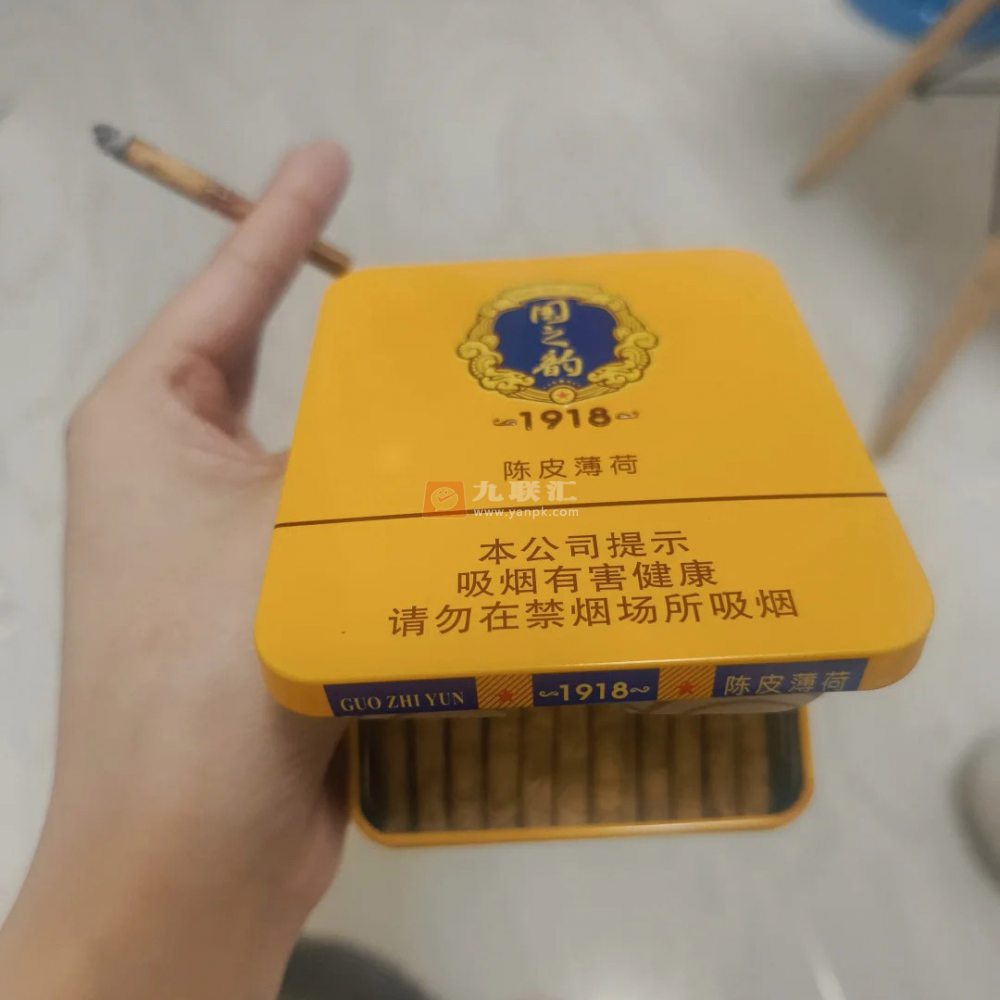 国之韵
~1918~
陈皮薄荷
九联汇
www.yanpk.com
本公司提示
吸烟有害健康
请勿在禁烟场所吸烟
GUO ZHI YUN
~1918~
陈皮薄荷